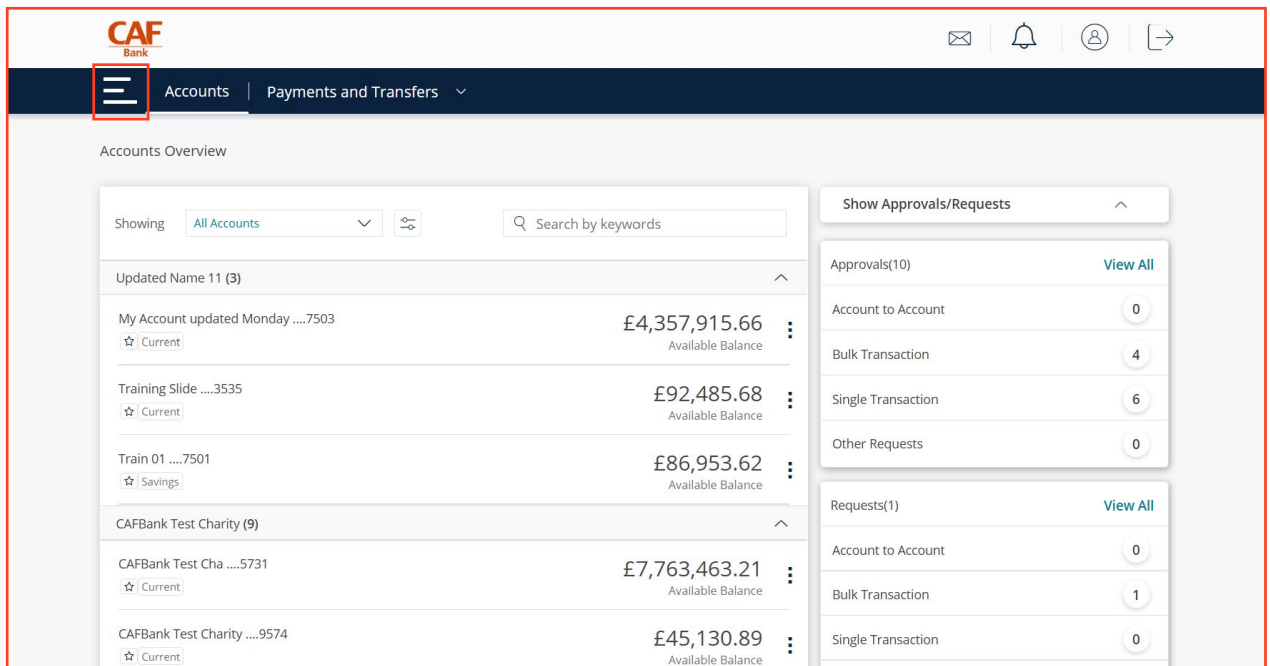 CAF
Bank
Accounts
Payments and Transfers
Accounts Overview
Showing
All Accounts
Search by keywords
Updated Name 11 (3)
My Account updated Monday ....7503
Current
£4,357,915.66
Available Balance
Training Slide ....3535
Current
£92,485.68
Available Balance
Train 01 ....7501
Savings
£86,953.62
Available Balance
CAFBank Test Charity (9)
CAFBank Test Cha ....5731
Current
£7,763,463.21
Available Balance
CAFBank Test Charity ....9574
Current
£45,130.89
Available Balance
Show Approvals/Requests
Approvals(10) View All
Account to Account 0
Bulk Transaction 4
Single Transaction 6
Other Requests 0
Requests(1) View All
Account to Account 0
Bulk Transaction 1
Single Transaction 0